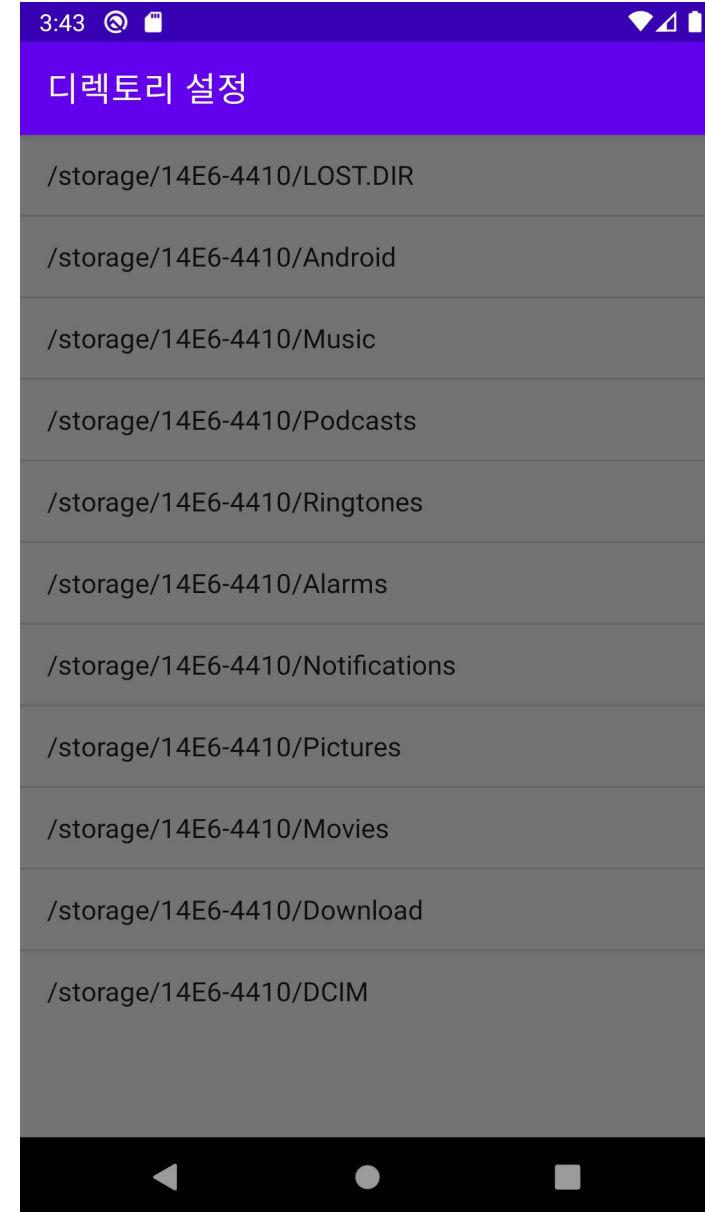 3:43
디렉토리 설정
/storage/14E6-4410/LOST.DIR
/storage/14E6-4410/Android
/storage/14E6-4410/Music
/storage/14E6-4410/Podcasts
/storage/14E6-4410/Ringtones
/storage/14E6-4410/Alarms
/storage/14E6-4410/Notifications
/storage/14E6-4410/Pictures
/storage/14E6-4410/Movies
/storage/14E6-4410/Download
/storage/14E6-4410/DCIM